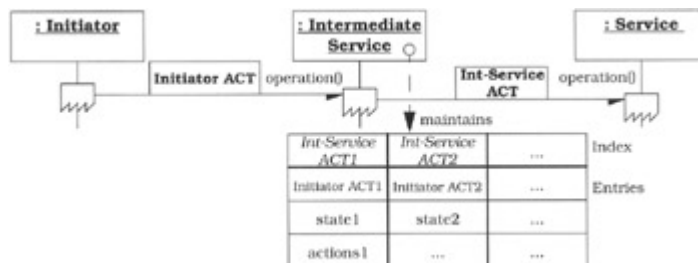 : Initiator
: Intermediate
Service
: Service
Initiator ACT
operation()
Int-Service
ACT
operation()
maintains
Int-Service
ACT1
Int-Service
ACT2
...
Index
Initiator ACT1
Initiator ACT2
...
Entries
state1
state2
...
actions1
...
...